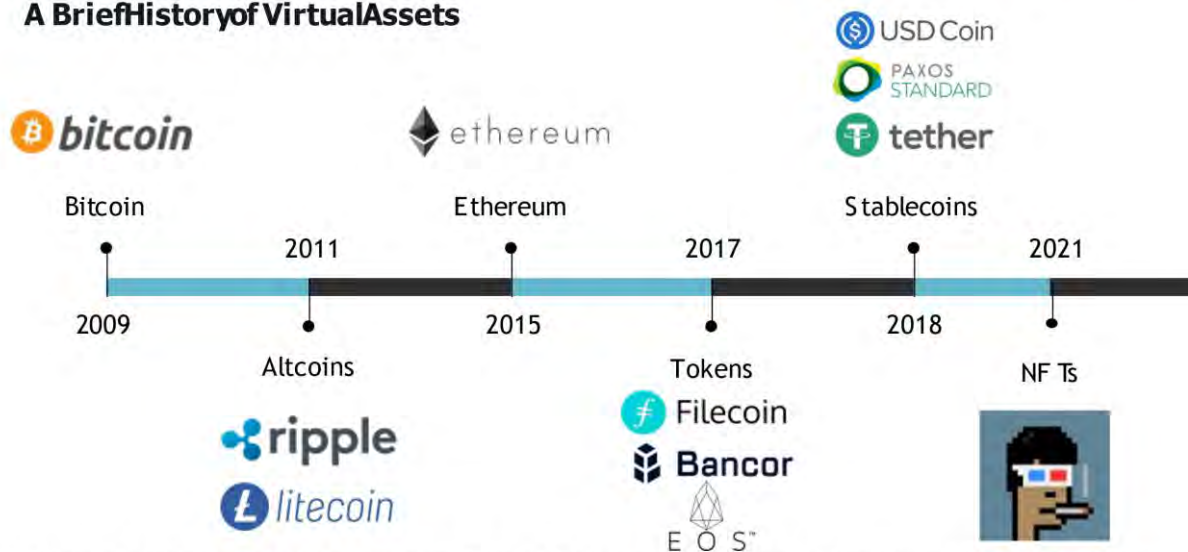 A BriefHistoryof VirtualAssets
USD Coin
PAXOS
STANDARD
tether
bitcoin
ethereum
Bitcoin
Ethereum
Stablecoins
2011
2017
2021
2009
2015
2018
Altcoins
Tokens
NF Ts
ripple
litecoin
Filecoin
Bancor
E O S™